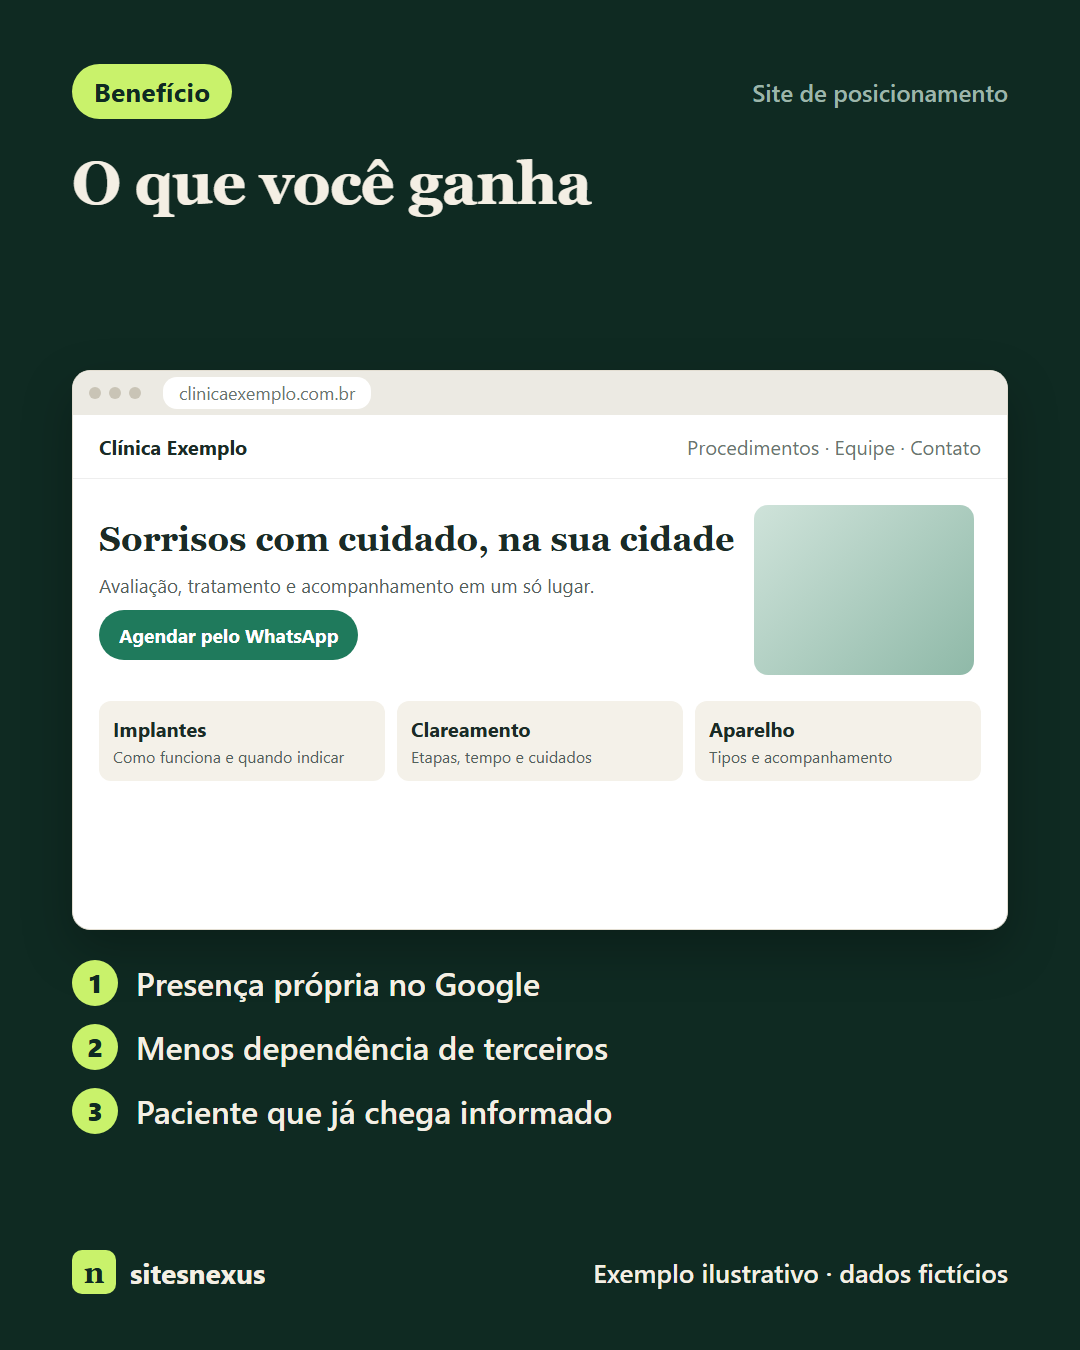 Benefício
Site de posicionamento
O que você ganha
clinicaexemplo.com.br
Clínica Exemplo
Procedimentos · Equipe · Contato
Sorrisos com cuidado, na sua cidade
Avaliação, tratamento e acompanhamento em um só lugar.
Agendar pelo WhatsApp
Implantes
Como funciona e quando indicar
Clareamento
Etapas, tempo e cuidados
Aparelho
Tipos e acompanhamento
1 Presença própria no Google
2 Menos dependência de terceiros
3 Paciente que já chega informado
n sitesnexus
Exemplo ilustrativo · dados fictícios